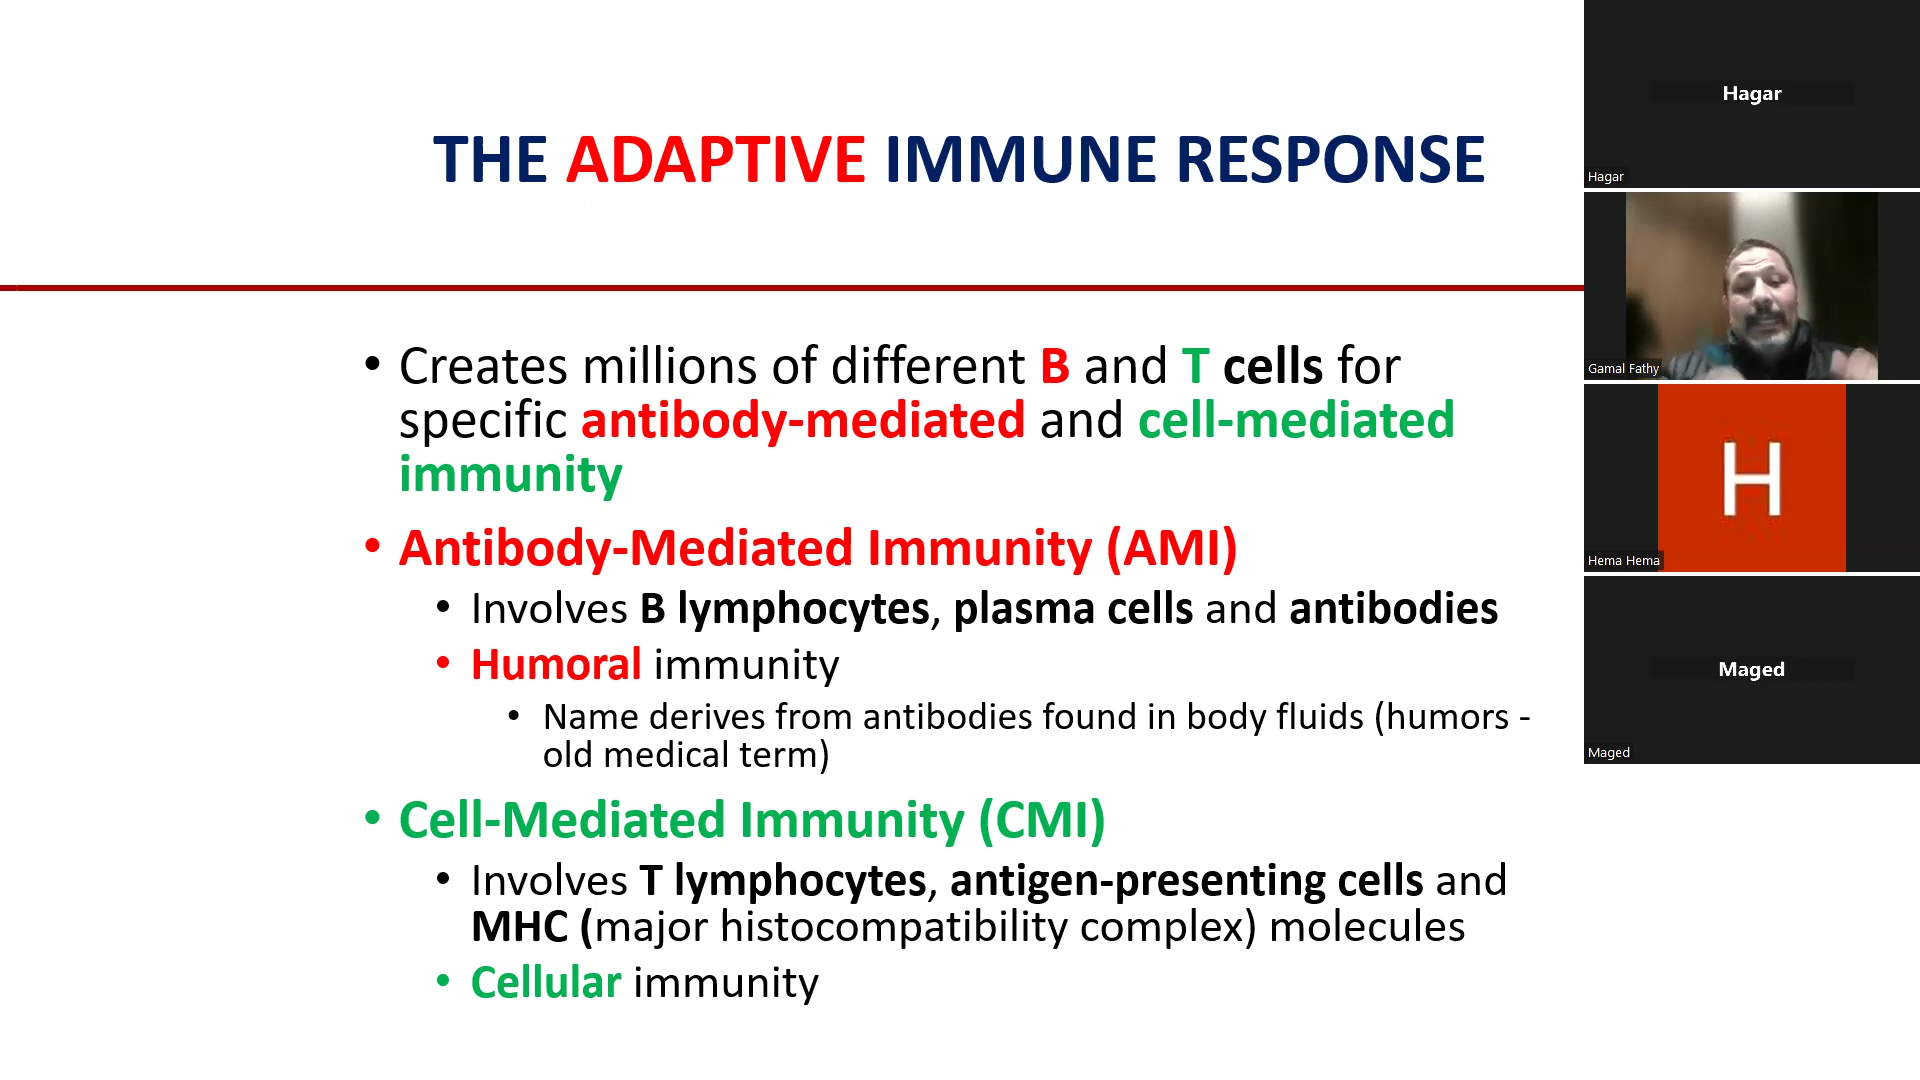 THE ADAPTIVE IMMUNE RESPONSE
• Creates millions of different B and T cells for
specific antibody-mediated and cell-mediated
immunity
• Antibody-Mediated Immunity (AMI)
• Involves B lymphocytes, plasma cells and antibodies
• Humoral immunity
• Name derives from antibodies found in body fluids (humors -
old medical term)
• Cell-Mediated Immunity (CMI)
• Involves T lymphocytes, antigen-presenting cells and
MHC (major histocompatibility complex) molecules
• Cellular immunity
Hagar
Hagar
Gamal Fathy
H
Hema Hema
Maged
Maged